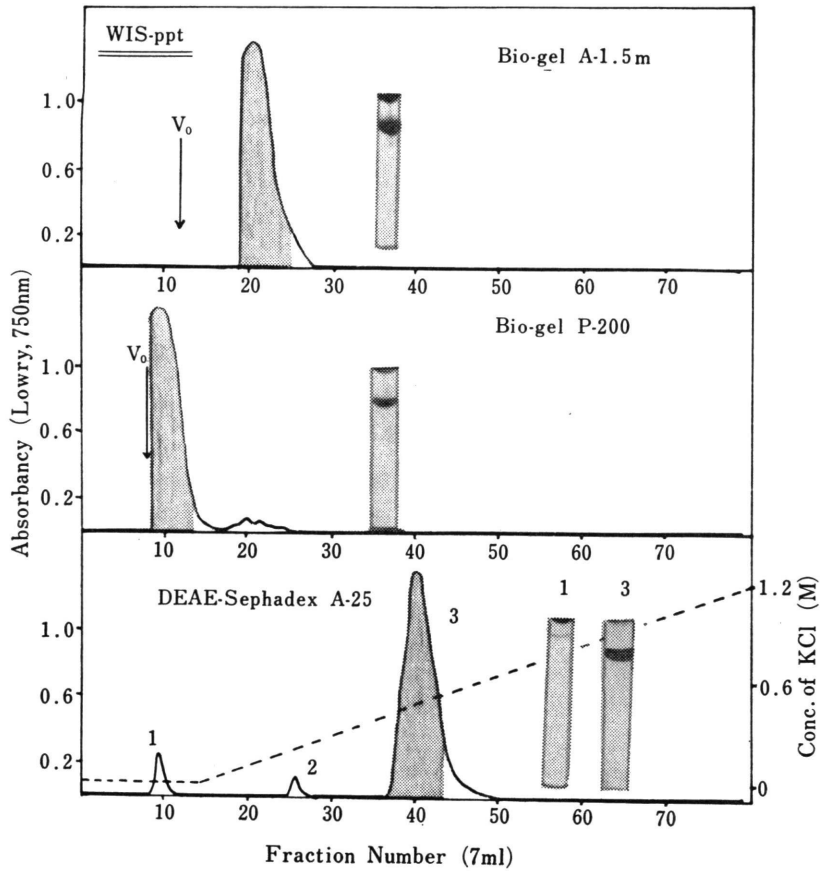 WIS-ppt
Bio-gel A-1.5m
1.0
V₀
0.6
0.2
10 20 30 40 50 60 70
Bio-gel P-200
V₀
1.0
0.6
0.2
10 20 30 40 50 60 70
DEAE-Sephadex A-25
3
1 3
1.2
1.0
0.6
0.6
1
2
0.2
0
10 20 30 40 50 60 70
Absorbancy (Lowry, 750nm)
Conc. of KCl (M)
Fraction Number (7ml)